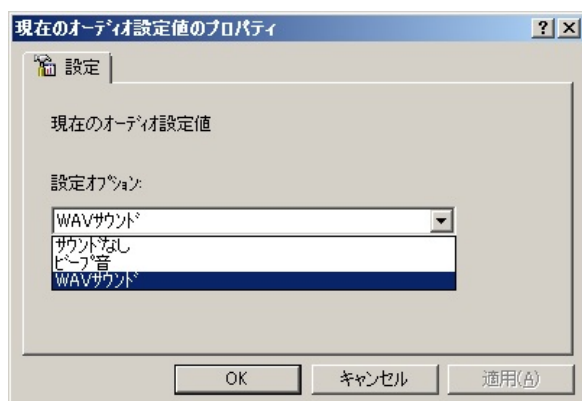 現在のオーディオ設定値のプロパティ
設定
現在のオーディオ設定値
設定オプション:
WAVサウンド
サウンドなし
ビープ音
WAVサウンド
OK キャンセル 適用(A)